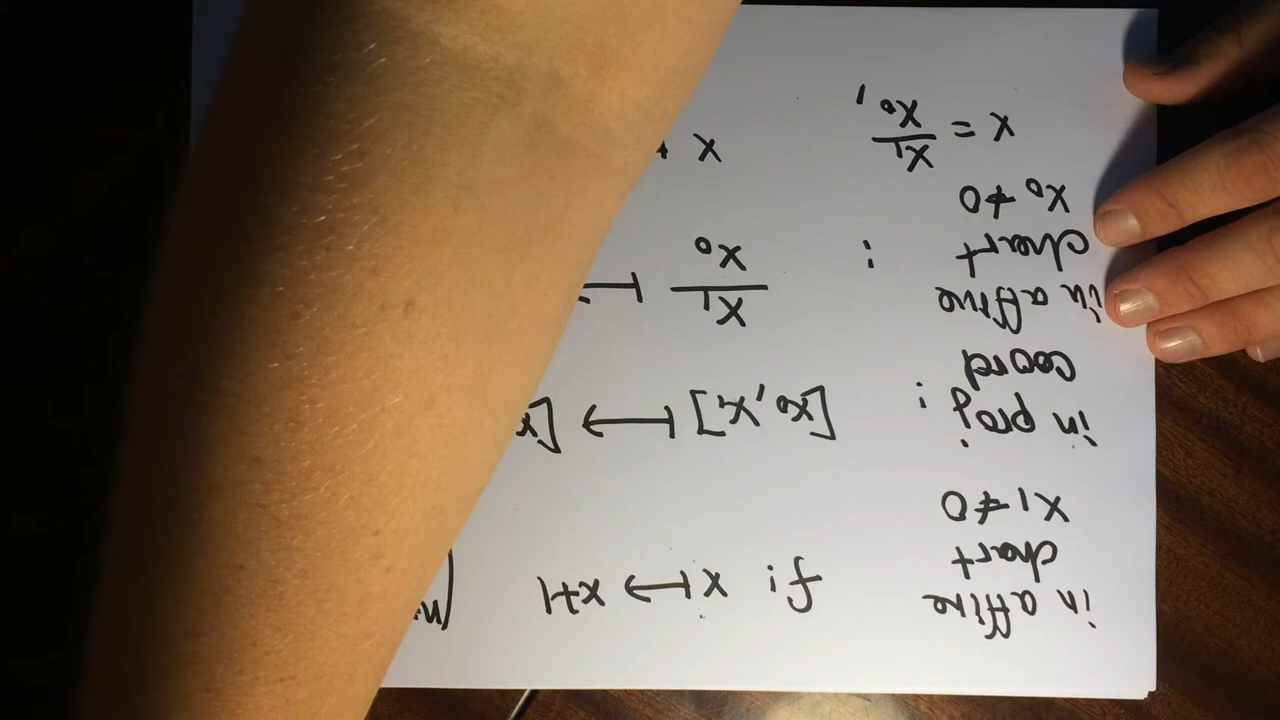 in affine f: x ↦ x+1
chart
x1 ≠ 0
in proj : [x0, x1] ↦ [x
coord
in affine x1/x0 ↦
chart :
x0 ≠ 0
x = x1/x0 , x